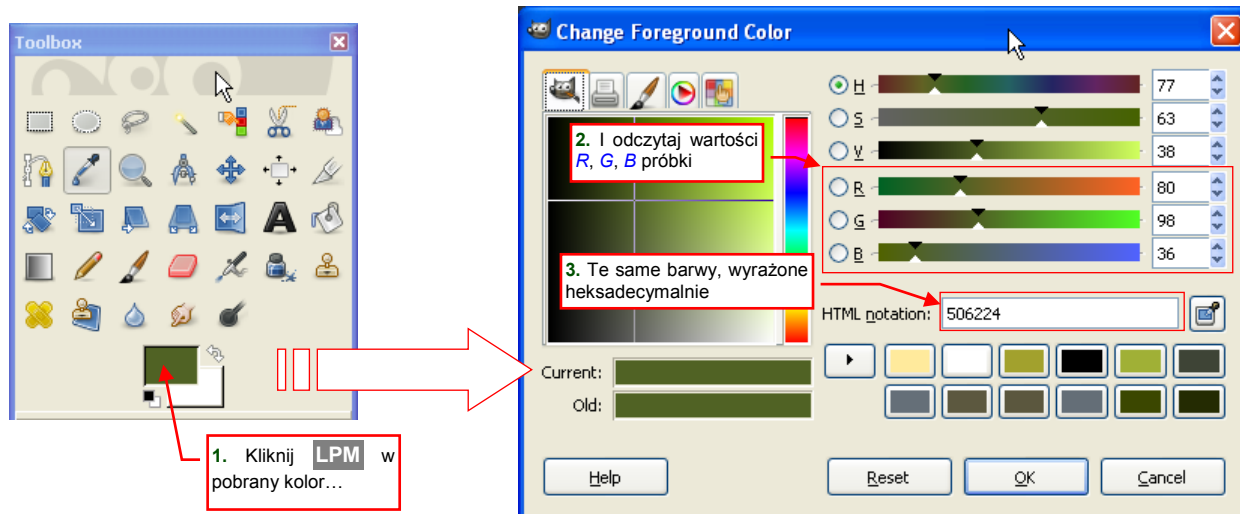 Toolbox
1. Kliknij LPM w
pobrany kolor…
Change Foreground Color
2. I odczytaj wartości
R, G, B próbki
3. Te same barwy, wyrażone
heksadecymalnie
H 77
S 63
V 38
R 80
G 98
B 36
HTML notation: 506224
Current:
Old:
Help
Reset
OK
Cancel